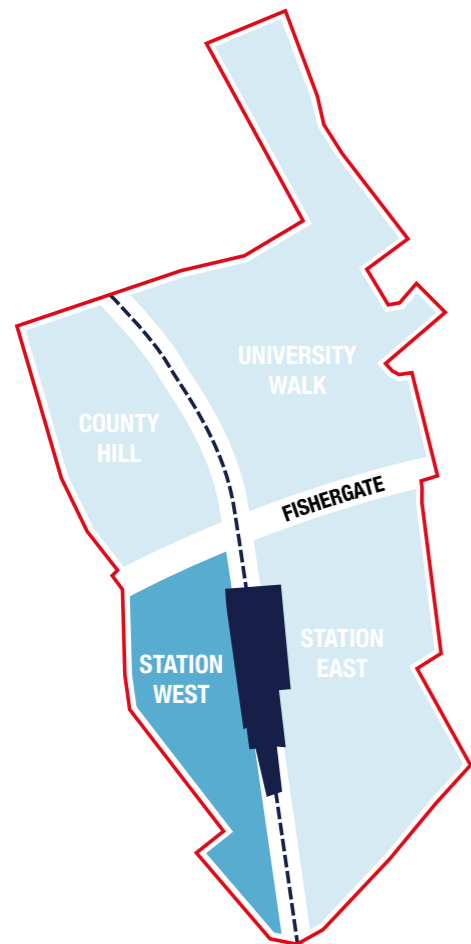 UNIVERSITY
WALK
COUNTY
HILL
FISHERGATE
STATION
EAST
STATION
WEST